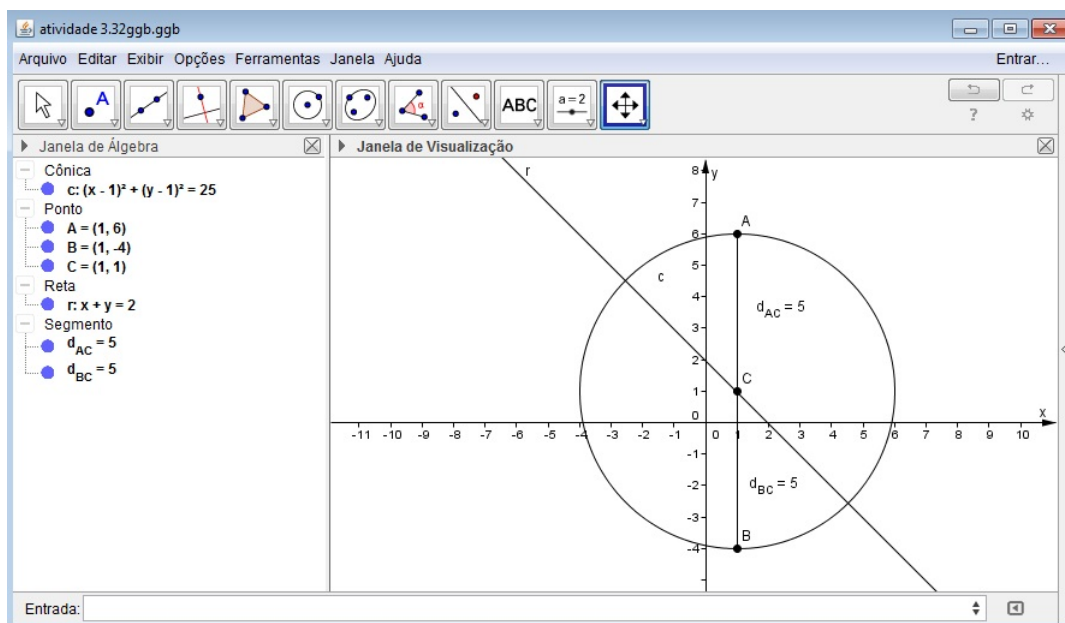 atividade 3.32ggb.ggb
Arquivo Editar Exibir Opções Ferramentas Janela Ajuda Entrar...
A α ABC a=2 ?
Janela de Álgebra
Cônica
c: (x - 1)² + (y - 1)² = 25
Ponto
A = (1, 6)
B = (1, -4)
C = (1, 1)
Reta
r: x + y = 2
Segmento
d_AC = 5
d_BC = 5
Janela de Visualização
r
8 y
7
6 A
5
c
4
d_AC = 5
3
2
C
1
0 x
-11 -10 -9 -8 -7 -6 -5 -4 -3 -2 -1 0 1 2 3 4 5 6 7 8 9 10
-1
-2 d_BC = 5
-3
-4 B
Entrada: